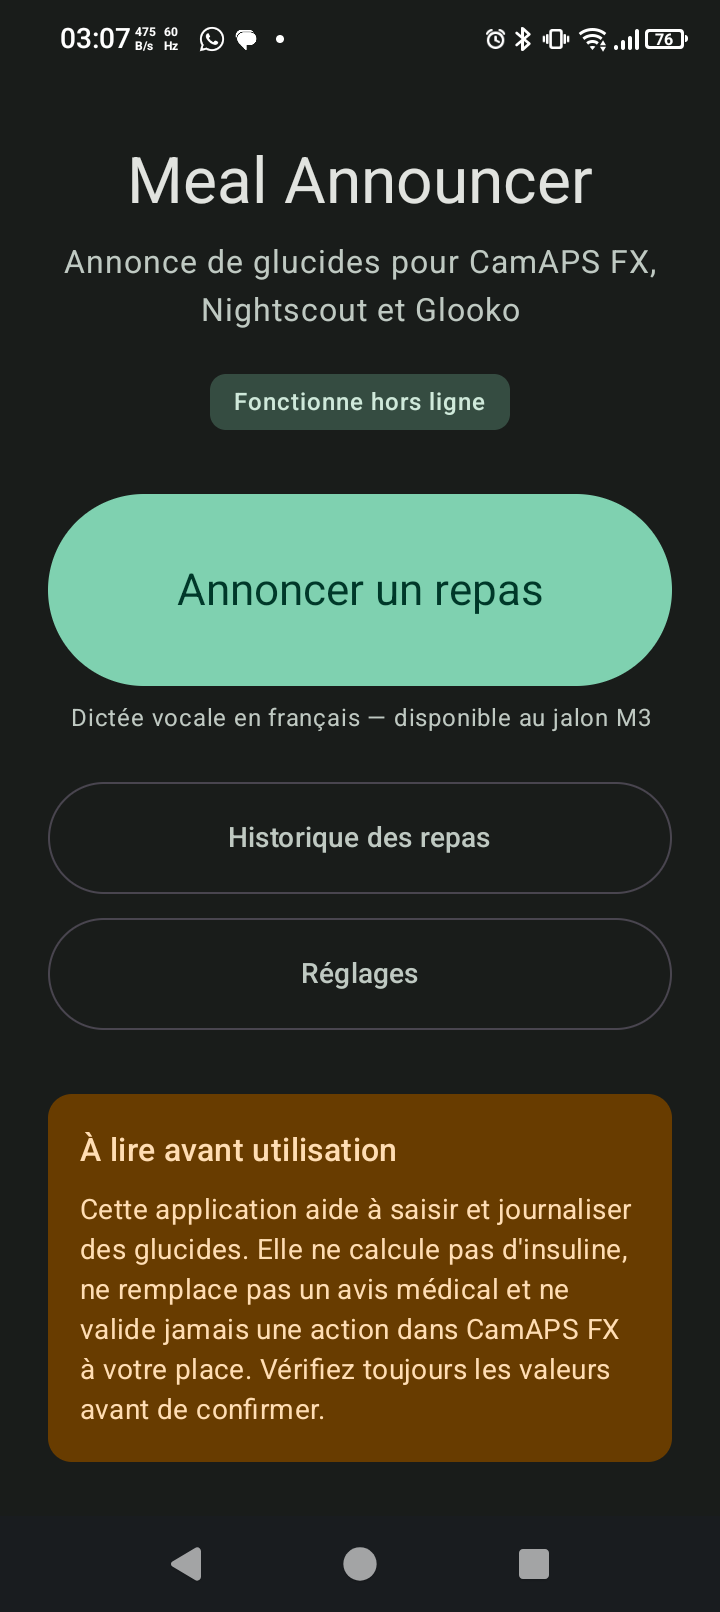 03:07 475 B/s 60 Hz 76
Meal Announcer
Annonce de glucides pour CamAPS FX,
Nightscout et Glooko
Fonctionne hors ligne
Annoncer un repas
Dictée vocale en français — disponible au jalon M3
Historique des repas
Réglages
À lire avant utilisation
Cette application aide à saisir et journaliser
des glucides. Elle ne calcule pas d'insuline,
ne remplace pas un avis médical et ne
valide jamais une action dans CamAPS FX
à votre place. Vérifiez toujours les valeurs
avant de confirmer.